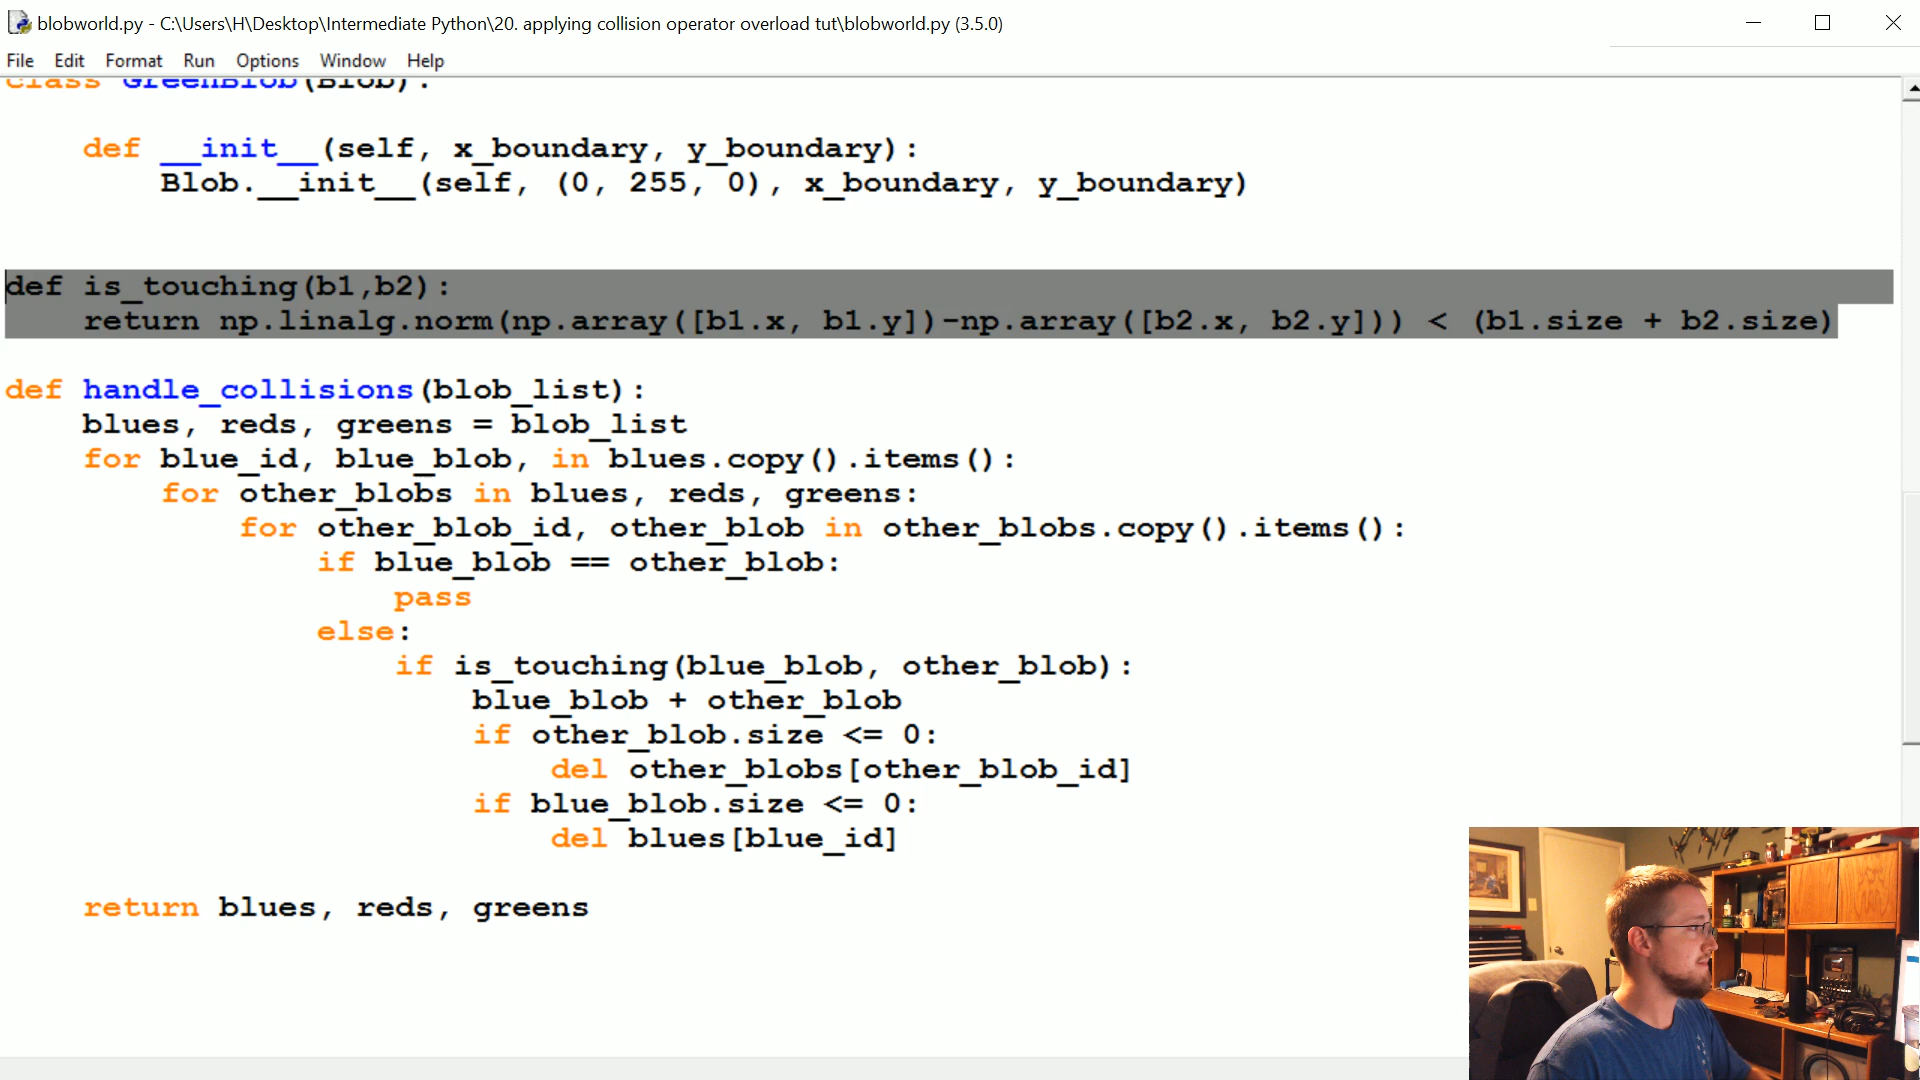 blobworld.py - C:\Users\H\Desktop\Intermediate Python\20. applying collision operator overload tut\blobworld.py (3.5.0)
File Edit Format Run Options Window Help
class GreenBlob(Blob):
def __init__(self, x_boundary, y_boundary):
Blob.__init__(self, (0, 255, 0), x_boundary, y_boundary)
def is_touching(b1,b2):
return np.linalg.norm(np.array([b1.x, b1.y])-np.array([b2.x, b2.y])) < (b1.size + b2.size)
def handle_collisions(blob_list):
blues, reds, greens = blob_list
for blue_id, blue_blob, in blues.copy().items():
for other_blobs in blues, reds, greens:
for other_blob_id, other_blob in other_blobs.copy().items():
if blue_blob == other_blob:
pass
else:
if is_touching(blue_blob, other_blob):
blue_blob + other_blob
if other_blob.size <= 0:
del other_blobs[other_blob_id]
if blue_blob.size <= 0:
del blues[blue_id]
return blues, reds, greens